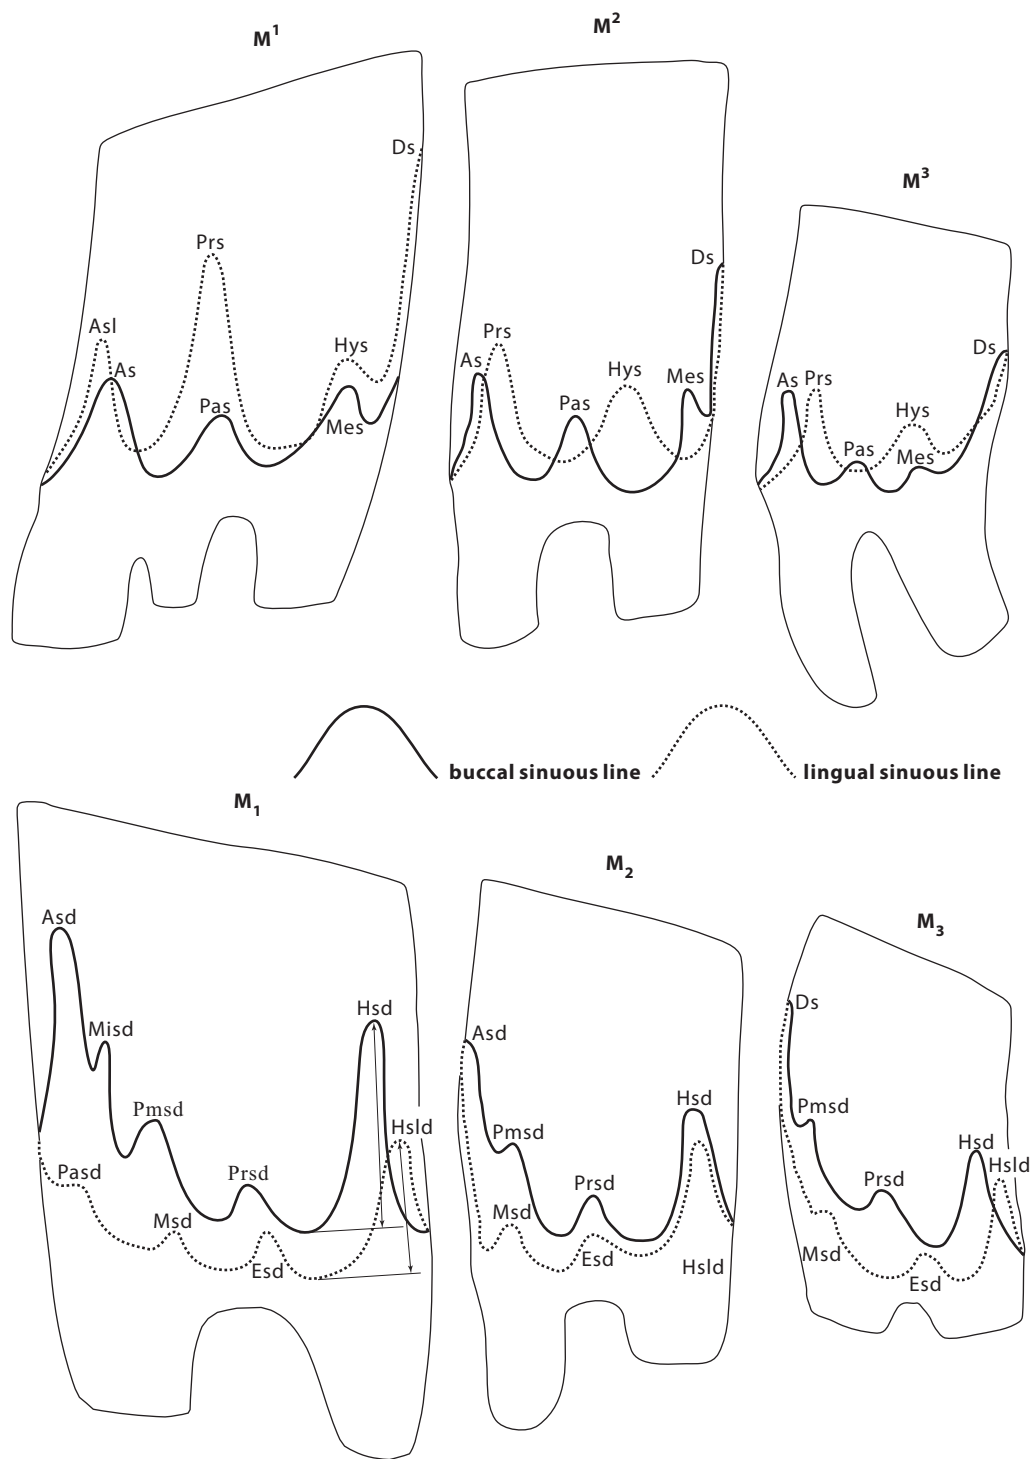 M¹
Ds
Prs
Asl
As
Hys
Pas
Mes
M²
Ds
Prs
As
Hys
Mes
Pas
M³
Ds
As
Prs
Hys
Pas
Mes
buccal sinuous line
lingual sinuous line
M₁
Asd
Hsd
Misd
Pmsd
Hsld
Pasd
Prsd
Msd
Esd
M₂
Asd
Hsd
Pmsd
Prsd
Msd
Esd
Hsld
M₃
Ds
Pmsd
Hsd
Hsld
Prsd
Msd
Esd